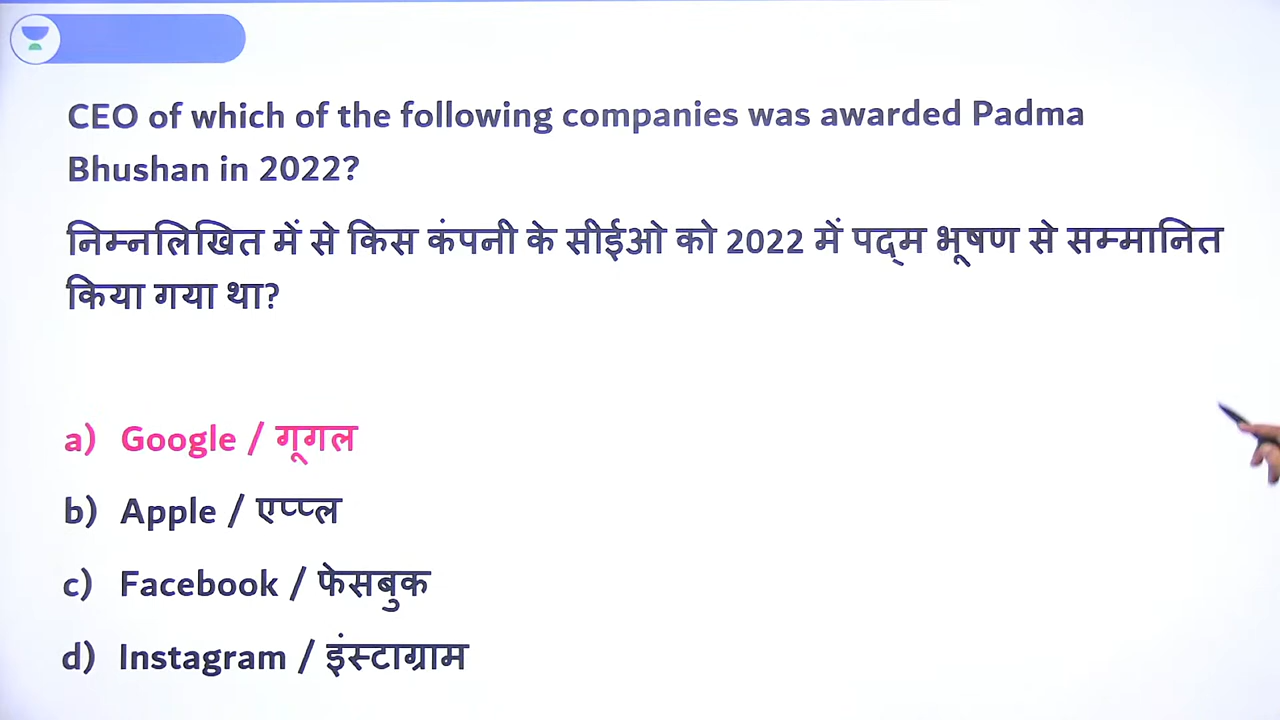 CEO of which of the following companies was awarded Padma
Bhushan in 2022?
निम्नलिखित में से किस कंपनी के सीईओ को 2022 में पद्म भूषण से सम्मानित
किया गया था?
a) Google / गूगल
b) Apple / एप्प्ल
c) Facebook / फेसबुक
d) Instagram / इंस्टाग्राम